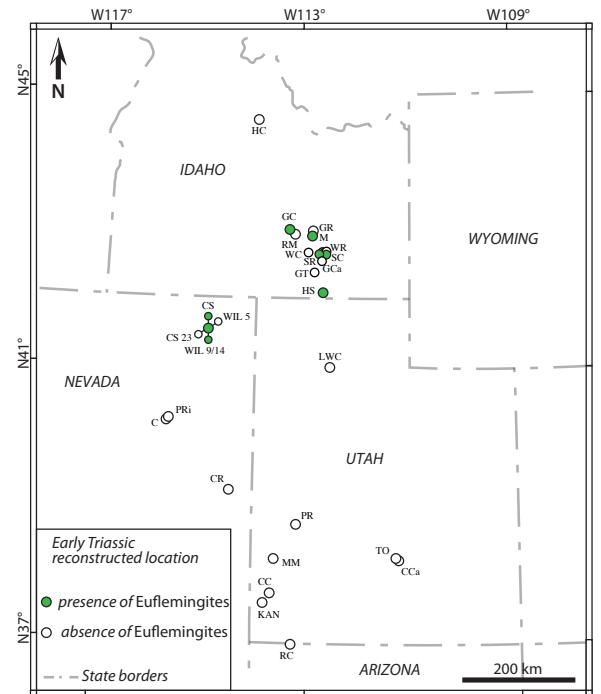 W117° W113° W109°
N45°
N
HC
IDAHO
GC
GR
M
RM
WC
WR
SR
SC
GCa
GT
HS
WYOMING
CS
WIL 5
CS 23
WIL 9/14
N41°
LWC
NEVADA
PRi
C
UTAH
CR
PR
MM
TO
CCa
CC
KAN
RC
N37°
Early Triassic
reconstructed location
presence of Euflemingites
absence of Euflemingites
State borders
ARIZONA
200 km